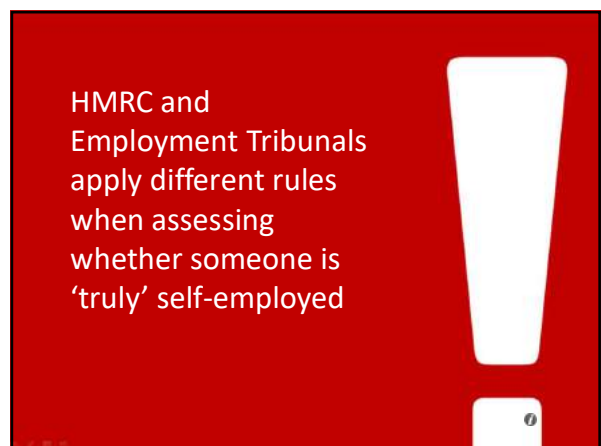 HMRC and
Employment Tribunals
apply different rules
when assessing
whether someone is
‘truly’ self-employed